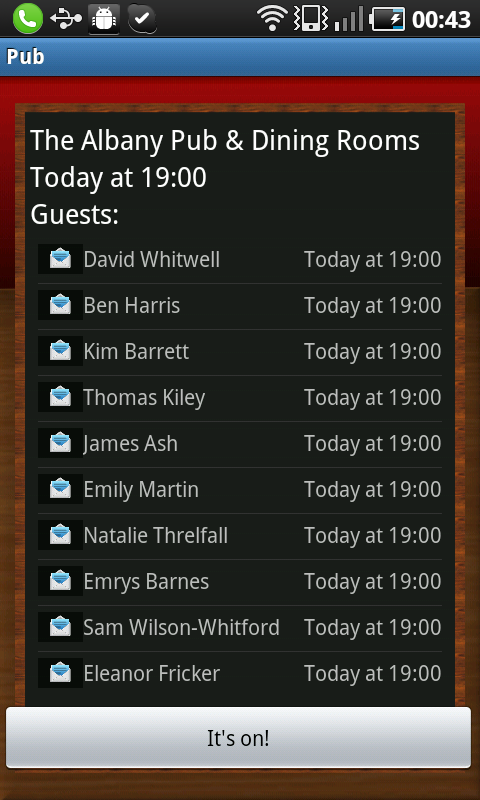 00:43
Pub
The Albany Pub & Dining Rooms
Today at 19:00
Guests:
David Whitwell Today at 19:00
Ben Harris Today at 19:00
Kim Barrett Today at 19:00
Thomas Kiley Today at 19:00
James Ash Today at 19:00
Emily Martin Today at 19:00
Natalie Threlfall Today at 19:00
Emrys Barnes Today at 19:00
Sam Wilson-Whitford Today at 19:00
Eleanor Fricker Today at 19:00
It's on!